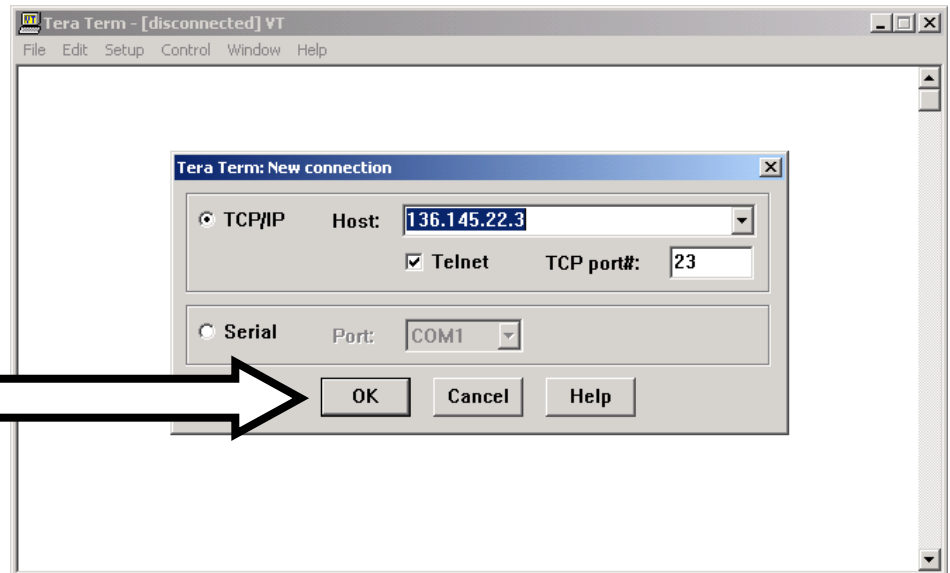 Tera Term - [disconnected] VT
File Edit Setup Control Window Help
Tera Term: New connection
TCP/IP Host: 136.145.22.3
Telnet TCP port#: 23
Serial Port: COM1
OK Cancel Help